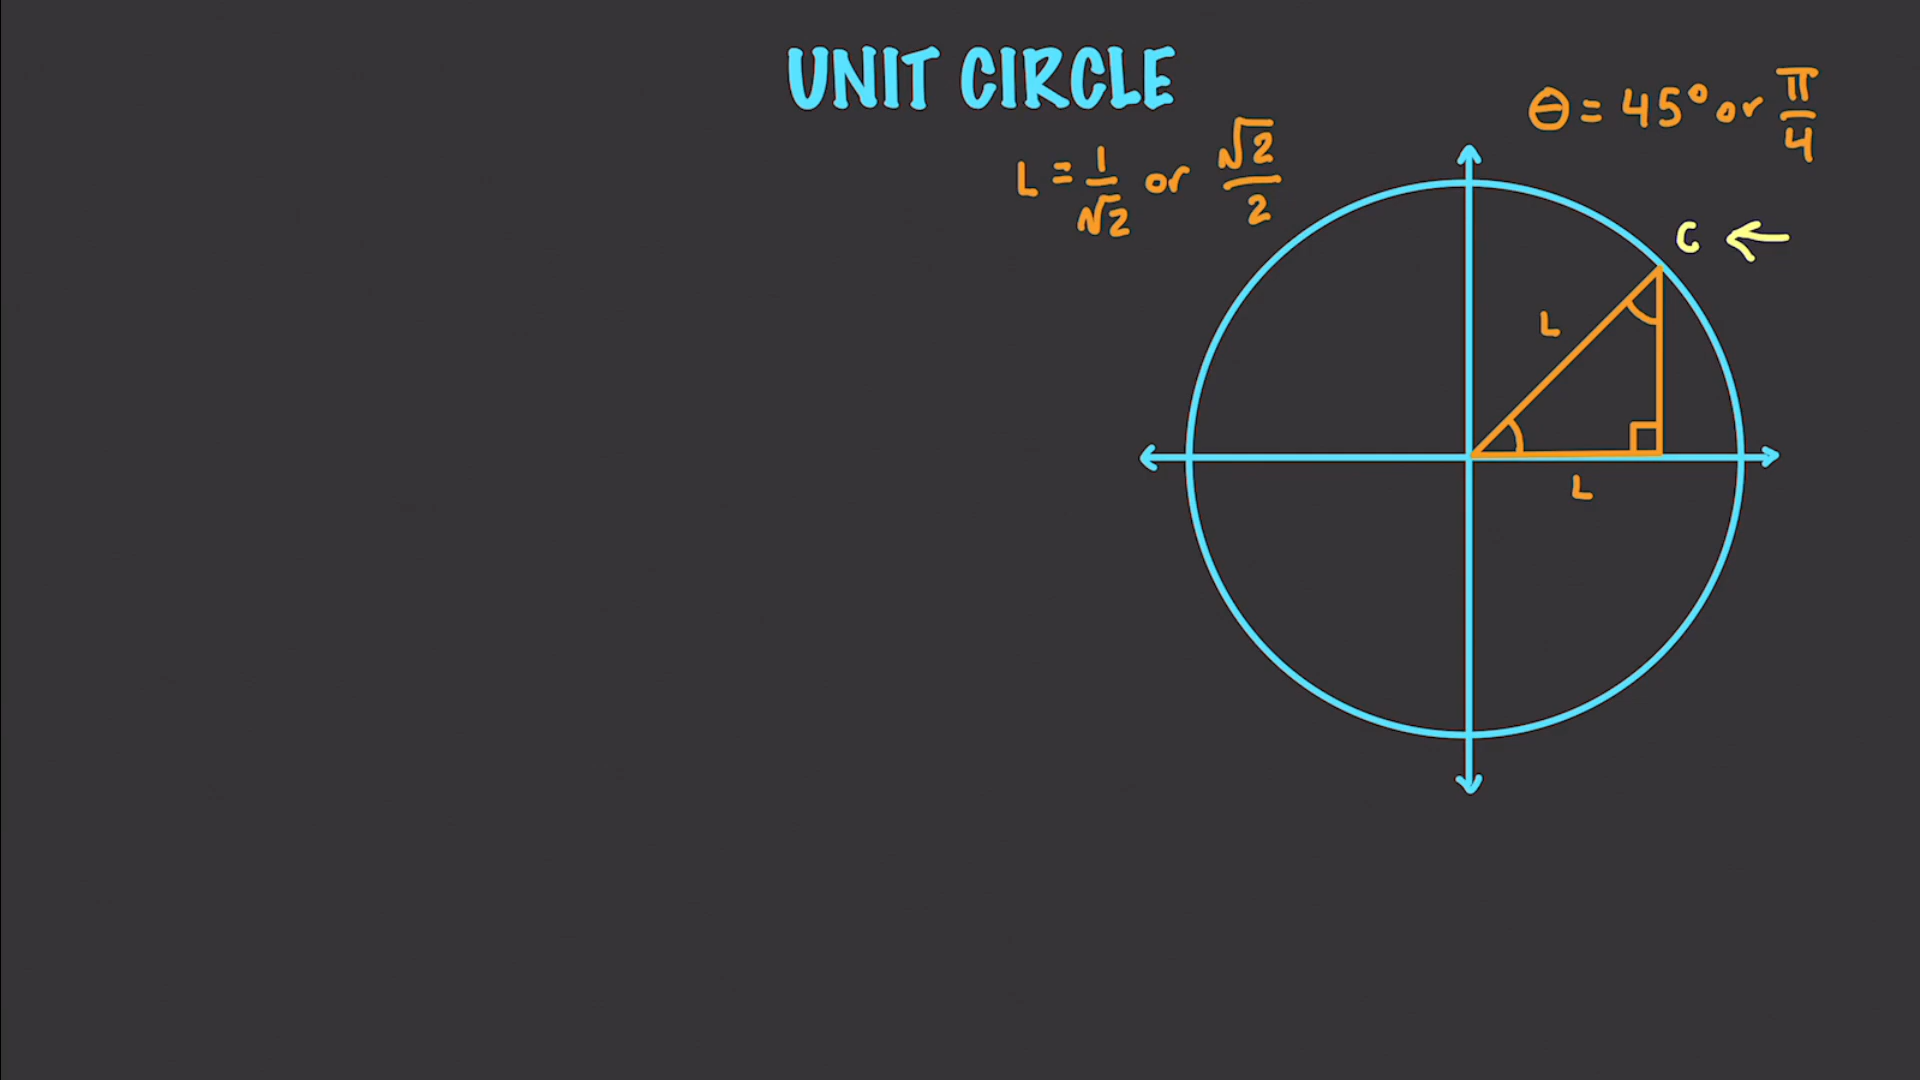 UNIT CIRCLE
θ = 45° or π/4
L = 1/√2 or √2/2
C ←
L
L